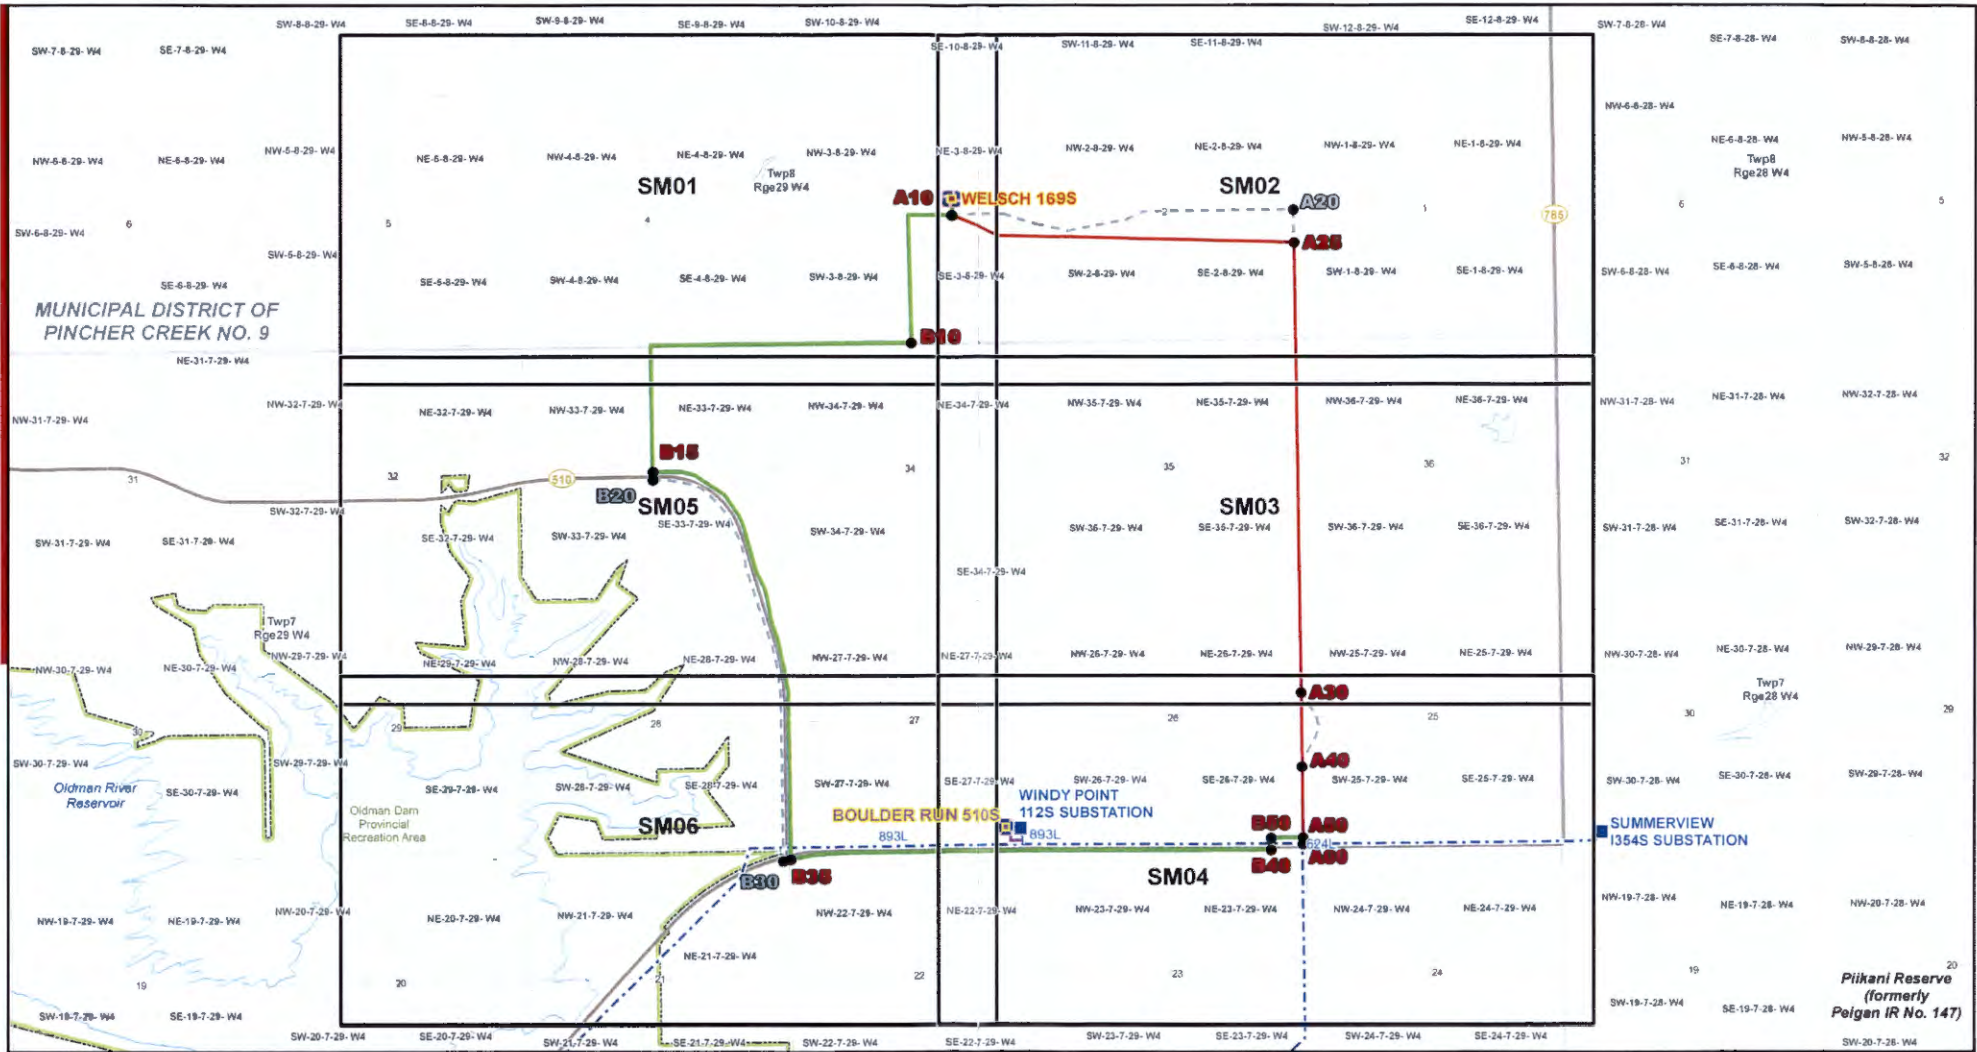 SW-8-8-29- W4
SE-8-8-29- W4
SW-9-8-29- W4
SE-9-8-29- W4
SW-10-8-29- W4
SE-10-8-29- W4
SW-11-8-29- W4
SE-11-8-29- W4
SW-12-8-29- W4
SE-12-8-29- W4
SW-7-8-28- W4
SE-7-8-28- W4
SW-8-8-28- W4
SW-7-8-29- W4
SE-7-8-29- W4
NW-6-8-28- W4
NW-6-8-29- W4
NE-6-8-29- W4
NW-5-8-29- W4
NE-5-8-29- W4
NW-4-8-29- W4
NE-4-8-29- W4
NW-3-8-29- W4
NE-3-8-29- W4
NW-2-8-29- W4
NE-2-8-29- W4
NW-1-8-29- W4
NE-1-8-29- W4
NE-6-8-28- W4
NW-5-8-28- W4
Twp8
Rge29 W4
Twp8
Rge28 W4
SM01
SM02
A10
WELSCH 169S
A20
A25
6
5
4
2
1
785
6
5
SW-6-8-29- W4
SW-5-8-29- W4
SE-6-8-29- W4
SE-5-8-29- W4
SW-4-8-29- W4
SE-4-8-29- W4
SW-3-8-29- W4
SE-3-8-29- W4
SW-2-8-29- W4
SE-2-8-29- W4
SW-1-8-29- W4
SE-1-8-29- W4
SW-6-8-28- W4
SE-6-8-28- W4
SW-5-8-28- W4
MUNICIPAL DISTRICT OF
PINCHER CREEK NO. 9
B10
NE-31-7-29- W4
NW-31-7-29- W4
NW-32-7-29- W4
NE-32-7-29- W4
NW-33-7-29- W4
NE-33-7-29- W4
NW-34-7-29- W4
NE-34-7-29- W4
NW-35-7-29- W4
NE-35-7-29- W4
NW-36-7-29- W4
NE-36-7-29- W4
NW-31-7-28- W4
NE-31-7-28- W4
NW-32-7-28- W4
B15
31
32
510
34
35
36
31
32
B20
SM05
SM03
SW-32-7-29- W4
SW-31-7-29- W4
SE-31-7-29- W4
SE-32-7-29- W4
SW-33-7-29- W4
SE-33-7-29- W4
SW-34-7-29- W4
SE-34-7-29- W4
SW-35-7-29- W4
SE-35-7-29- W4
SW-36-7-29- W4
SE-36-7-29- W4
SW-31-7-28- W4
SE-31-7-28- W4
SW-32-7-28- W4
Twp7
Rge29 W4
NW-30-7-29- W4
NE-30-7-29- W4
NW-29-7-29- W4
NE-29-7-29- W4
NW-28-7-29- W4
NE-28-7-29- W4
NW-27-7-29- W4
NE-27-7-29- W4
NW-26-7-29- W4
NE-26-7-29- W4
NW-25-7-29- W4
NE-25-7-29- W4
NW-30-7-28- W4
NE-30-7-28- W4
NW-29-7-28- W4
Twp7
Rge28 W4
A30
30
29
28
27
26
25
30
29
A40
SW-30-7-29- W4
SE-30-7-29- W4
SW-29-7-29- W4
SE-29-7-29- W4
SW-28-7-29- W4
SE-28-7-29- W4
SW-27-7-29- W4
SE-27-7-29- W4
SW-26-7-29- W4
SE-26-7-29- W4
SW-25-7-29- W4
SE-25-7-29- W4
SW-30-7-28- W4
SE-30-7-28- W4
SW-29-7-28- W4
Oldman River
Reservoir
Oldman Dam
Provincial
Recreation Area
SM06
BOULDER RUN 510S
WINDY POINT
112S SUBSTATION
893L
893L
B50
A50
624L
B40
A60
SUMMERVIEW
I354S SUBSTATION
B30
B35
SM04
NW-19-7-29- W4
NE-19-7-29- W4
NW-20-7-29- W4
NE-20-7-29- W4
NW-21-7-29- W4
NE-21-7-29- W4
NW-22-7-29- W4
NE-22-7-29- W4
NW-23-7-29- W4
NE-23-7-29- W4
NW-24-7-29- W4
NE-24-7-29- W4
NW-19-7-28- W4
NE-19-7-28- W4
NW-20-7-28- W4
19
20
21
22
23
24
19
20
Piikani Reserve
(formerly
Peigan IR No. 147)
SW-19-7-29- W4
SE-19-7-29- W4
SW-20-7-29- W4
SE-20-7-29- W4
SW-21-7-29- W4
SE-21-7-29- W4
SW-22-7-29- W4
SE-22-7-29- W4
SW-23-7-29- W4
SE-23-7-29- W4
SW-24-7-29- W4
SE-24-7-29- W4
SW-19-7-28- W4
SE-19-7-28- W4
SW-20-7-28- W4